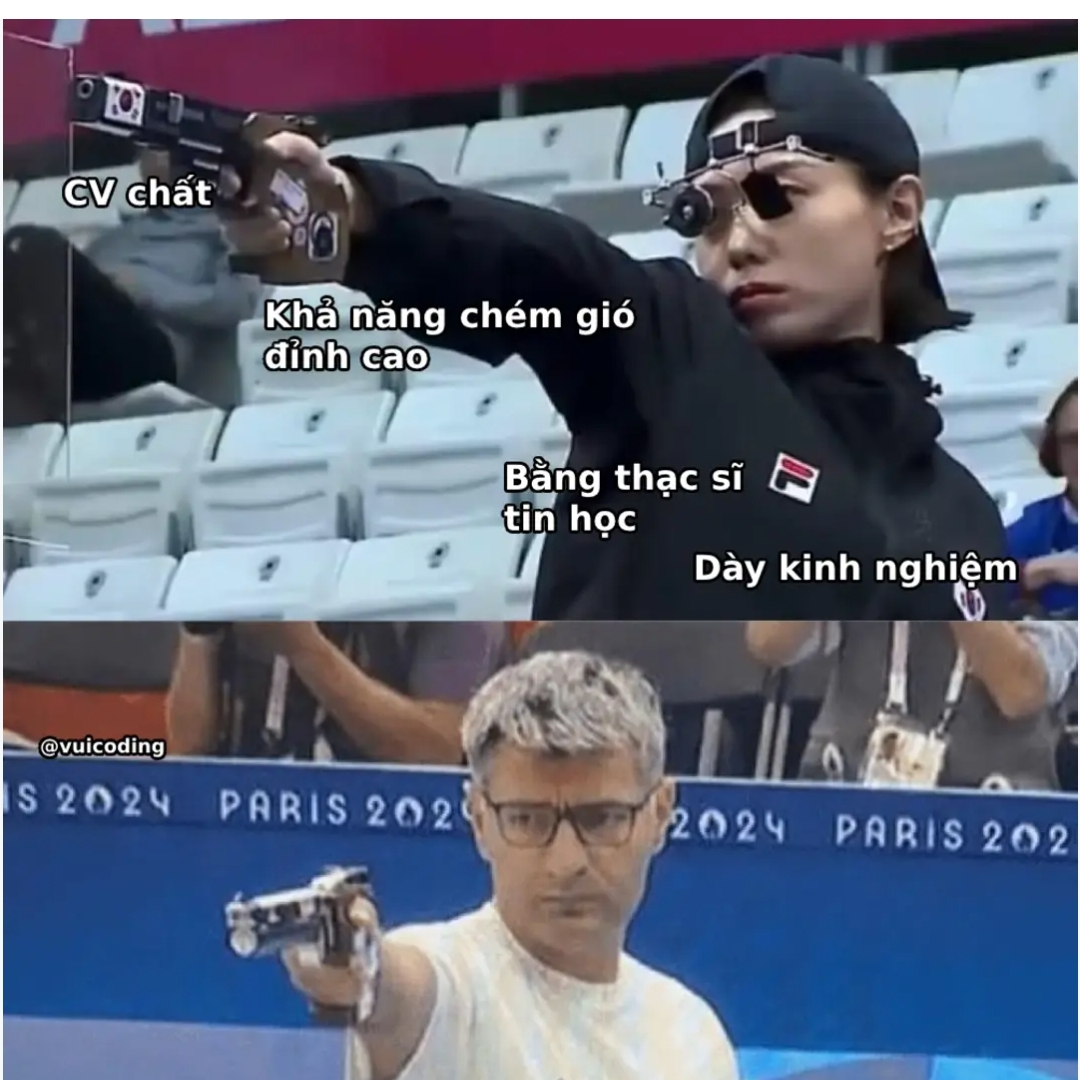 CV chất
Khả năng chém gió
đỉnh cao
Bằng thạc sĩ
tin học
Dày kinh nghiệm
@vuicoding
IS 2024 PARIS 202 2024 PARIS 202